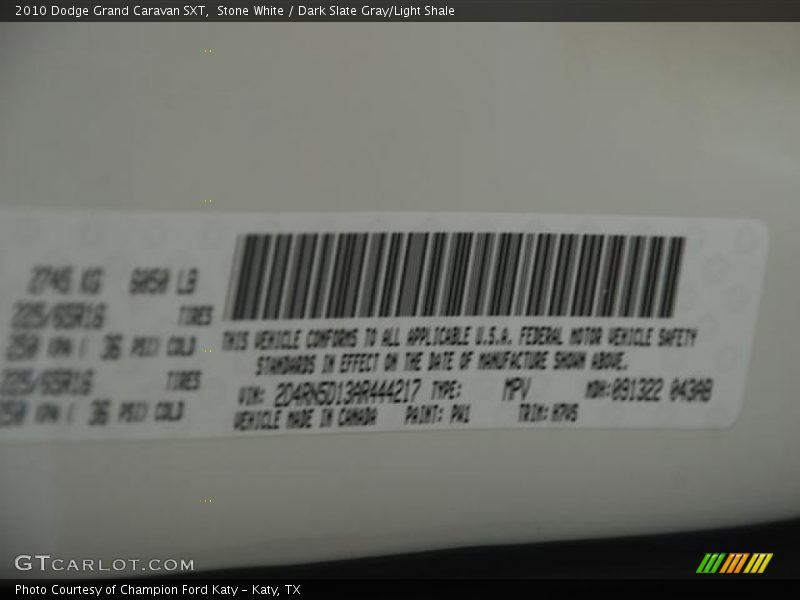 2010 Dodge Grand Caravan SXT, Stone White / Dark Slate Gray/Light Shale
2745 KG 6050 LB
225/65R16 TIRES
250 KPA ( 36 PSI) COLD
225/65R16 TIRES
250 KPA ( 36 PSI) COLD
THIS VEHICLE CONFORMS TO ALL APPLICABLE U.S.A. FEDERAL MOTOR VEHICLE SAFETY
STANDARDS IN EFFECT ON THE DATE OF MANUFACTURE SHOWN ABOVE.
VIN: 2D4RN5D13AR444217 TYPE: MPV MDH:091322 043AB
VEHICLE MADE IN CANADA PAINT: PW1 TRIM: H7V5
GTCARLOT.COM
Photo Courtesy of Champion Ford Katy - Katy, TX